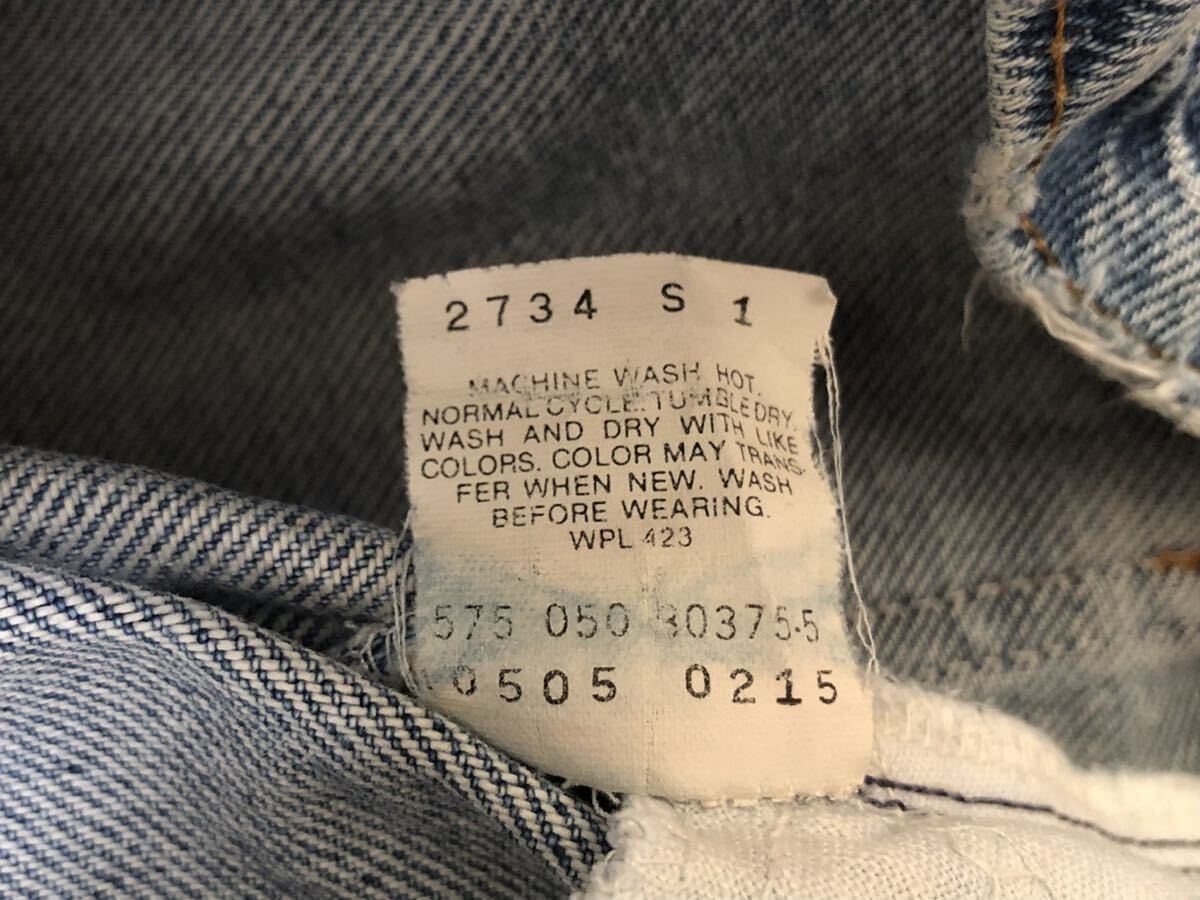 2734 S 1
MACHINE WASH HOT.
NORMAL CYCLE. TUMBLE DRY.
WASH AND DRY WITH LIKE
COLORS. COLOR MAY TRANS
FER WHEN NEW. WASH
BEFORE WEARING.
WPL 423
575 050 30375-5
0505 0215